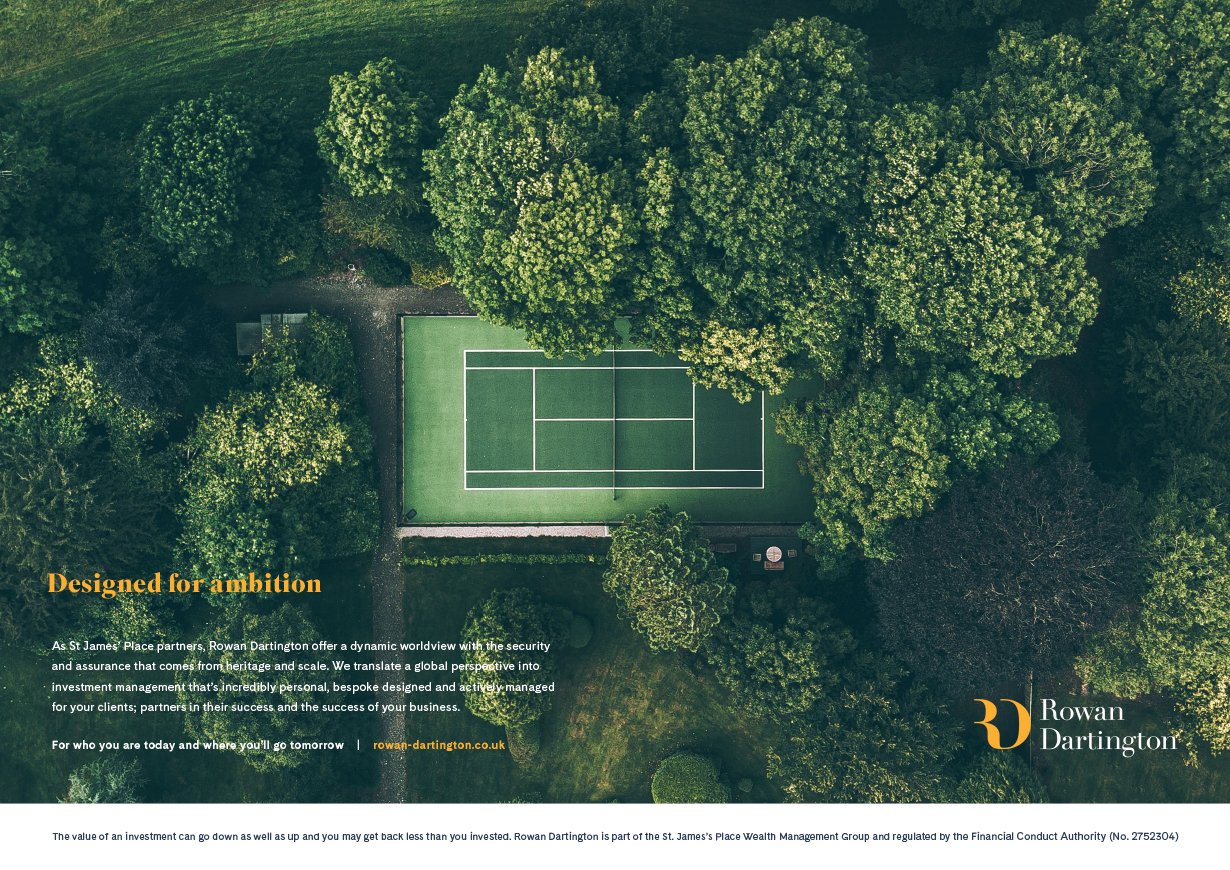 Designed for ambition
As St James' Place partners, Rowan Dartington offer a dynamic worldview with the security
and assurance that comes from heritage and scale. We translate a global perspective into
investment management that's incredibly personal, bespoke designed and actively managed
for your clients; partners in their success and the success of your business.
For who you are today and where you'll go tomorrow | rowan-dartington.co.uk
Rowan
Dartington
The value of an investment can go down as well as up and you may get back less than you invested. Rowan Dartington is part of the St. James's Place Wealth Management Group and regulated by the Financial Conduct Authority (No. 2752304)